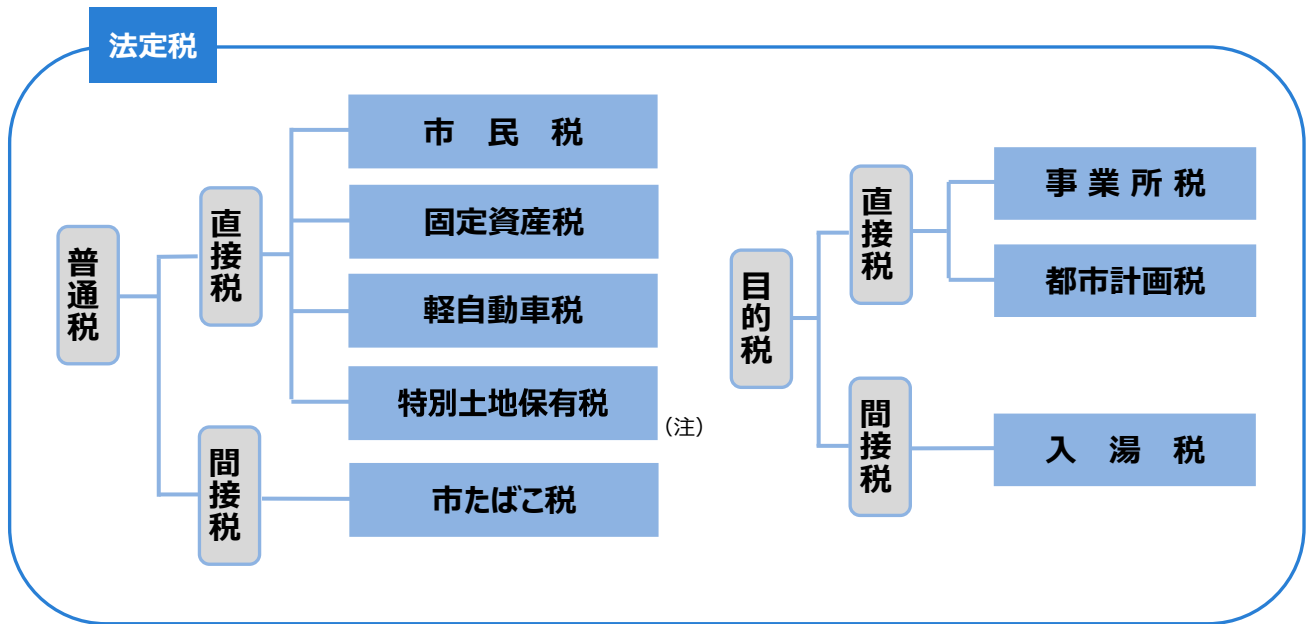 法定税
普通税
直接税
市　民　税
固定資産税
軽自動車税
特別土地保有税
（注）
間接税
市たばこ税
目的税
直接税
事 業 所 税
都市計画税
間接税
入　湯　税